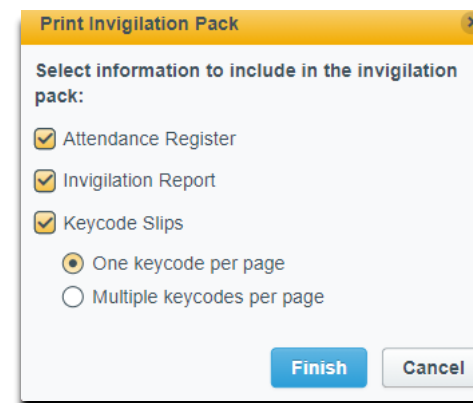 Print Invigilation Pack
Select information to include in the invigilation
pack:
Attendance Register
Invigilation Report
Keycode Slips
One keycode per page
Multiple keycodes per page
Finish Cancel